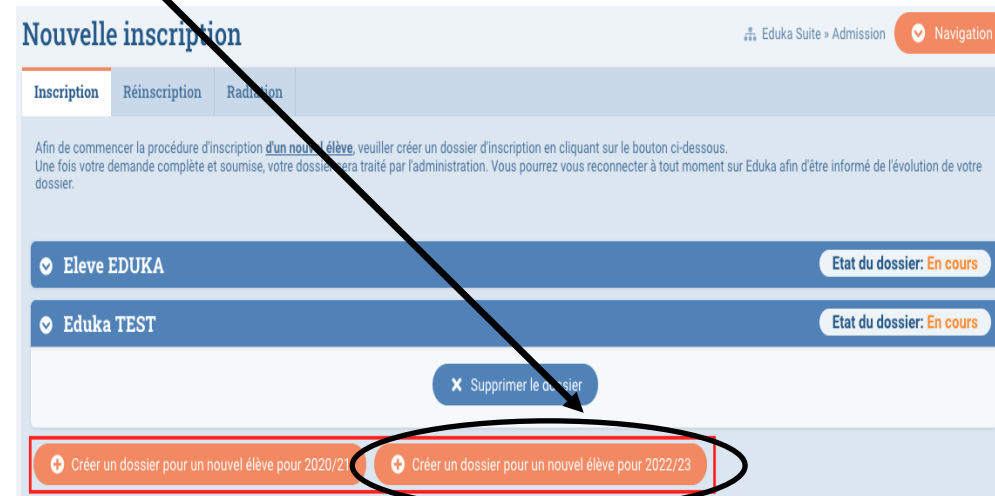 Nouvelle inscription
Eduka Suite » Admission
Navigation
Inscription Réinscription Radiation
Afin de commencer la procédure d'inscription d'un nouvel élève, veuiller créer un dossier d'inscription en cliquant sur le bouton ci-dessous.
Une fois votre demande complète et soumise, votre dossier sera traité par l'administration. Vous pourrez vous reconnecter à tout moment sur Eduka afin d'être informé de l'évolution de votre
dossier.
Eleve EDUKA
Etat du dossier: En cours
Eduka TEST
Etat du dossier: En cours
Supprimer le dossier
Créer un dossier pour un nouvel élève pour 2020/21
Créer un dossier pour un nouvel élève pour 2022/23